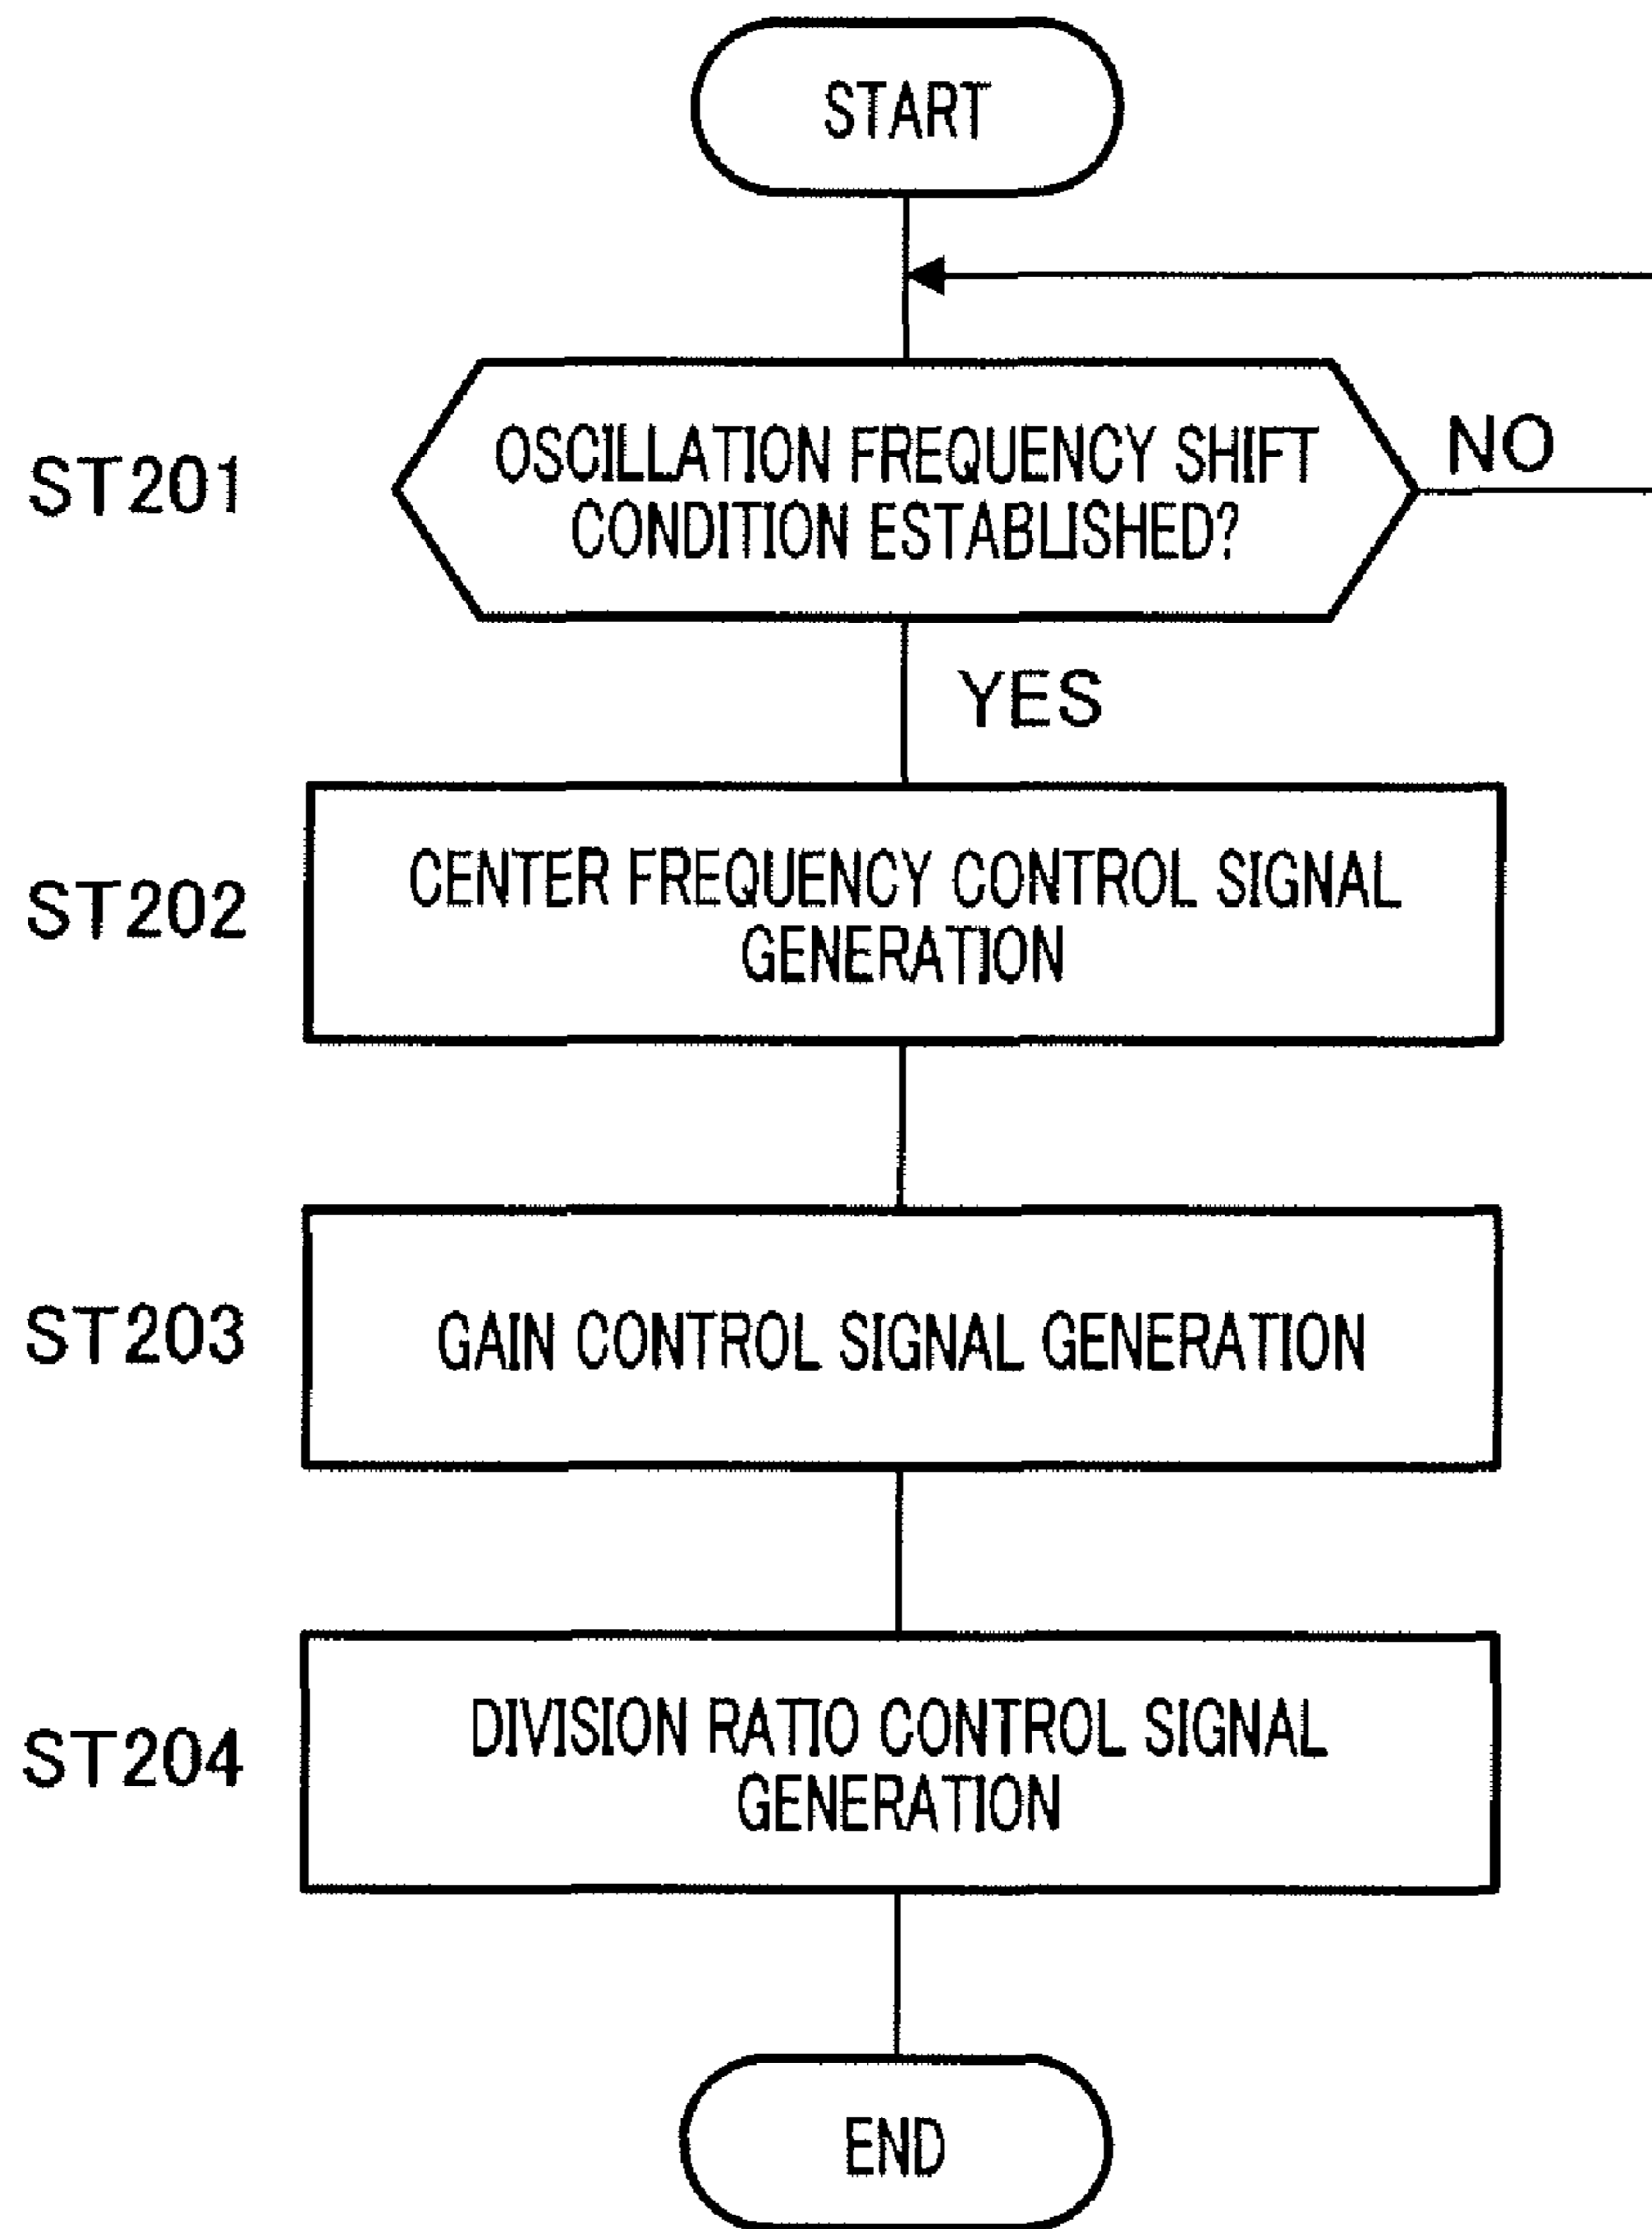 START
ST201
OSCILLATION FREQUENCY SHIFT
CONDITION ESTABLISHED?
NO
YES
ST202
CENTER FREQUENCY CONTROL SIGNAL
GENERATION
ST203
GAIN CONTROL SIGNAL GENERATION
ST204
DIVISION RATIO CONTROL SIGNAL
GENERATION
END